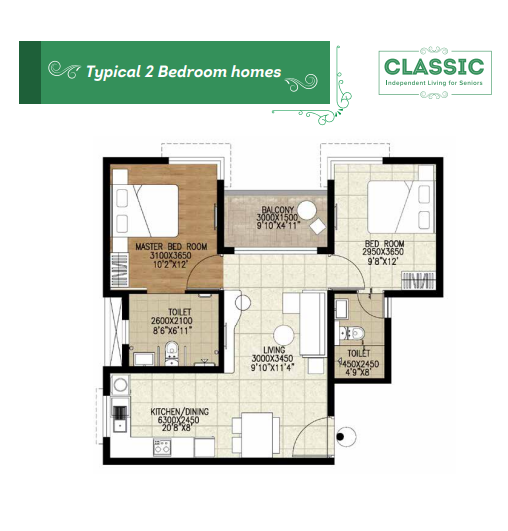 Typical 2 Bedroom homes
CLASSIC
Independent Living for Seniors
BALCONY
3000X1500
9'10"X4'11"
MASTER BED ROOM
3100X3650
10'2"X12'
BED ROOM
2950X3650
9'8"X12'
TOILET
2600X2100
8'6"X6'11"
LIVING
3000X3450
9'10"X11'4"
TOILET
1450X2450
4'9"X8'
KITCHEN/DINING
6300X2450
20'8"X8'